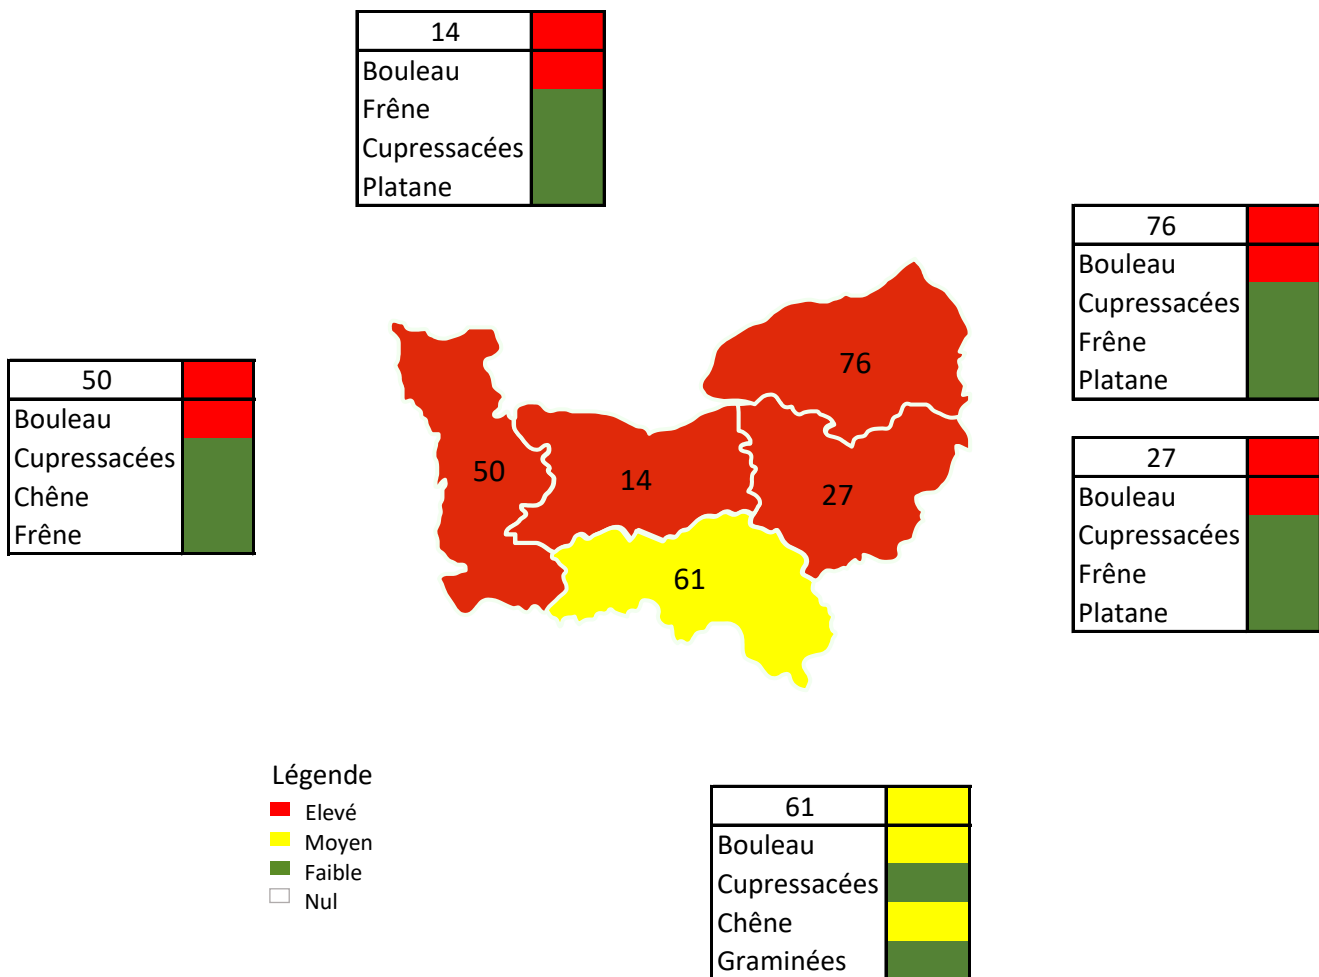 14
Bouleau
Frêne
Cupressacées
Platane
76
Bouleau
Cupressacées
Frêne
Platane
50
Bouleau
Cupressacées
Chêne
Frêne
27
Bouleau
Cupressacées
Frêne
Platane
76
50
14
27
61
Légende
Elevé
Moyen
Faible
Nul
61
Bouleau
Cupressacées
Chêne
Graminées